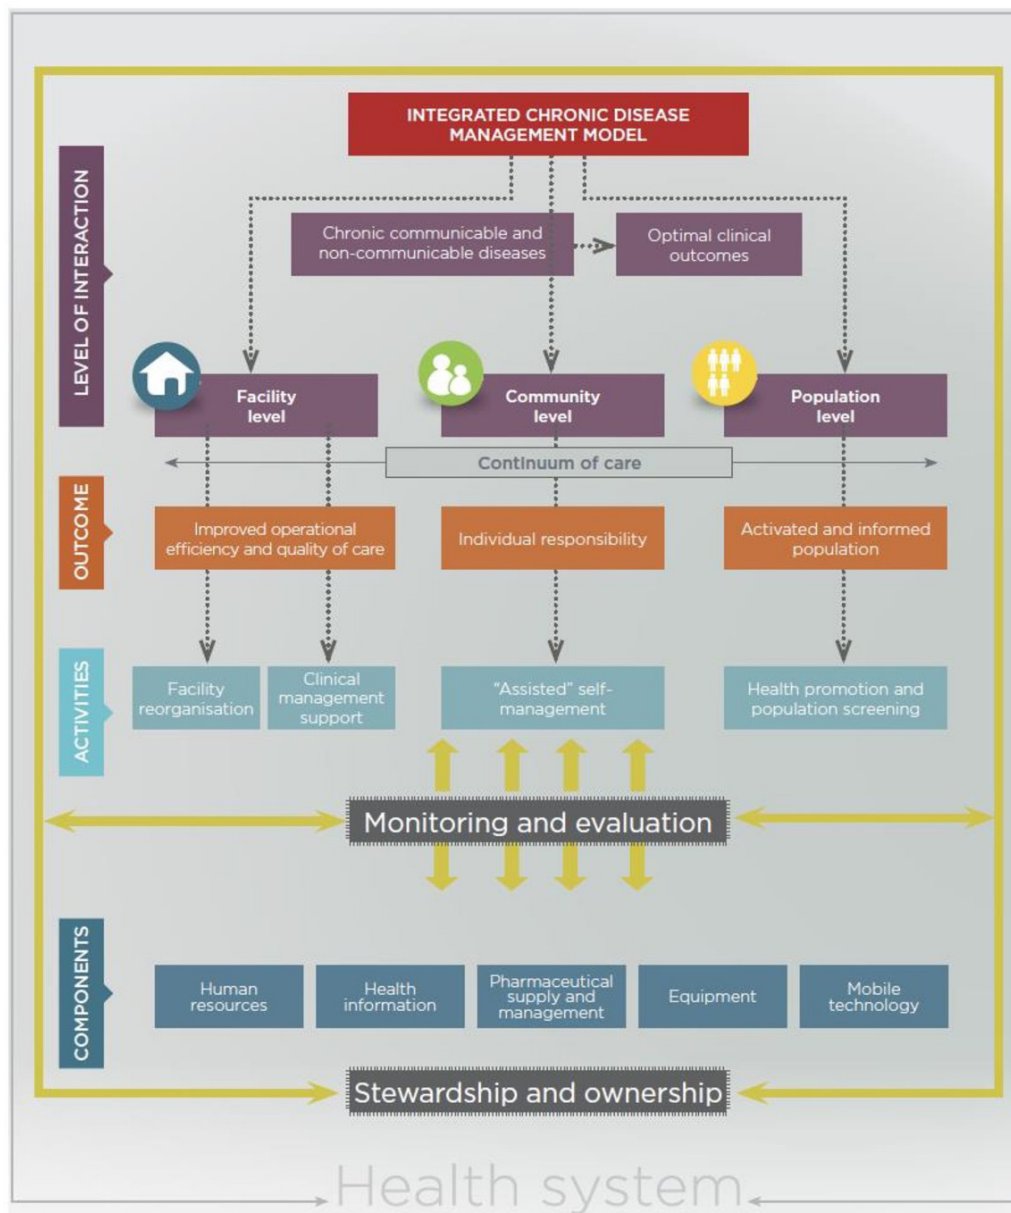 INTEGRATED CHRONIC DISEASE
MANAGEMENT MODEL
LEVEL OF INTERACTION
Chronic communicable and
non-communicable diseases
Optimal clinical
outcomes
Facility
level
Community
level
Population
level
Continuum of care
OUTCOME
Improved operational
efficiency and quality of care
Individual responsibility
Activated and informed
population
ACTIVITIES
Facility
reorganisation
Clinical
management
support
"Assisted" self-
management
Health promotion and
population screening
Monitoring and evaluation
COMPONENTS
Human
resources
Health
information
Pharmaceutical
supply and
management
Equipment
Mobile
technology
Stewardship and ownership
Health system